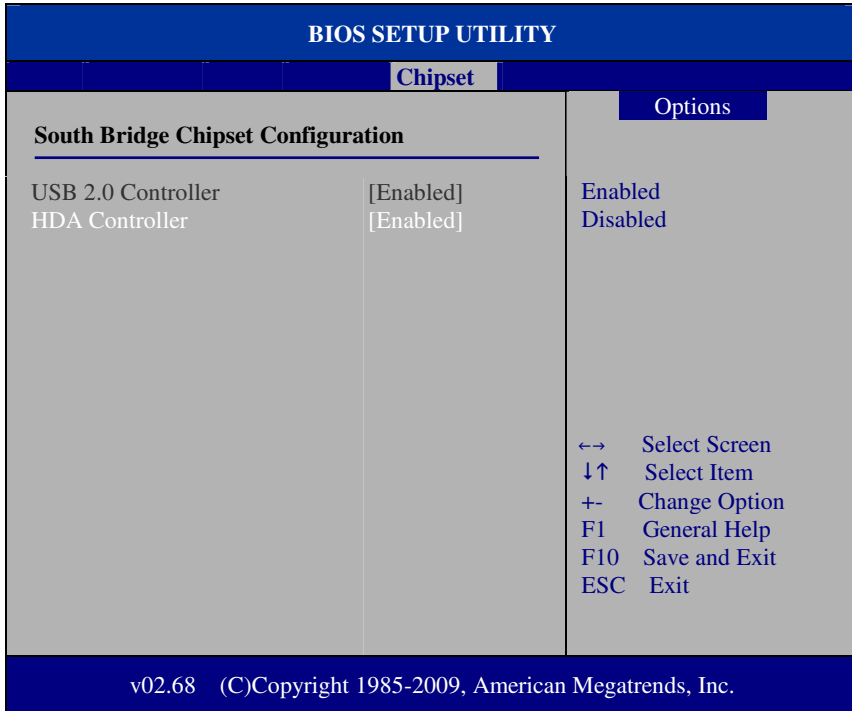 BIOS SETUP UTILITY
Chipset
Options
South Bridge Chipset Configuration
USB 2.0 Controller [Enabled]
HDA Controller [Enabled]
Enabled
Disabled
←→ Select Screen
↓↑ Select Item
+- Change Option
F1 General Help
F10 Save and Exit
ESC Exit
v02.68 (C)Copyright 1985-2009, American Megatrends, Inc.